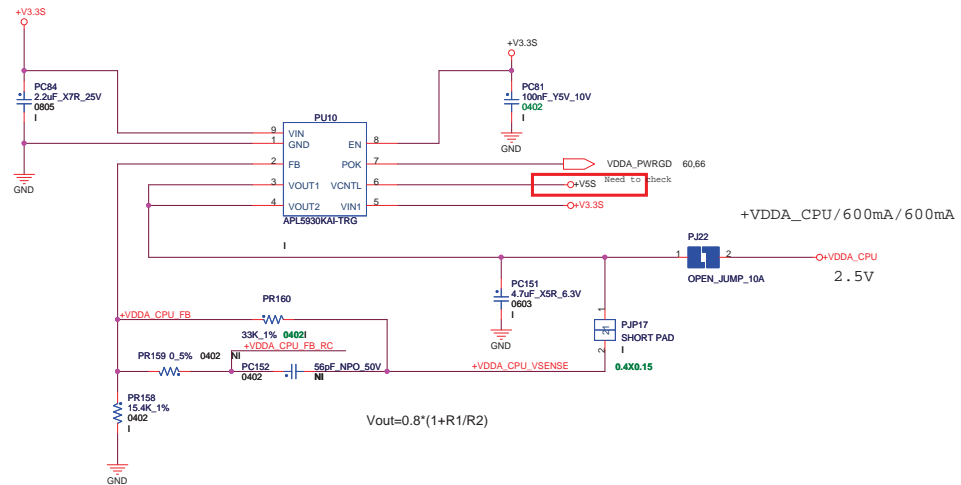 +V3.3S
+V3.3S
PC84
2.2uF_X7R_25V
0805
I
PC81
100nF_Y5V_10V
0402
I
GND
GND
PU10
9 VIN
1 GND
EN 8
2 FB
POK 7
VDDA_PWRGD 60,66
3 VOUT1
VCNTL 6
+V5S
Need to check
4 VOUT2
VIN1 5
+V3.3S
APL5930KAI-TRG
I
+VDDA_CPU/600mA/600mA
PJ22
1 2
+VDDA_CPU
OPEN_JUMP_10A
2.5V
PC151
4.7uF_X5R_6.3V
0603
I
GND
PR160
+VDDA_CPU_FB
33K_1% 0402I
1
21
2
PJP17
SHORT PAD
I
0.4X0.15
+VDDA_CPU_FB_RC
PR159 0_5% 0402 NI
PC152
0402
56pF_NPO_50V
NI
+VDDA_CPU_VSENSE
PR158
15.4K_1%
0402
I
Vout=0.8*(1+R1/R2)
GND